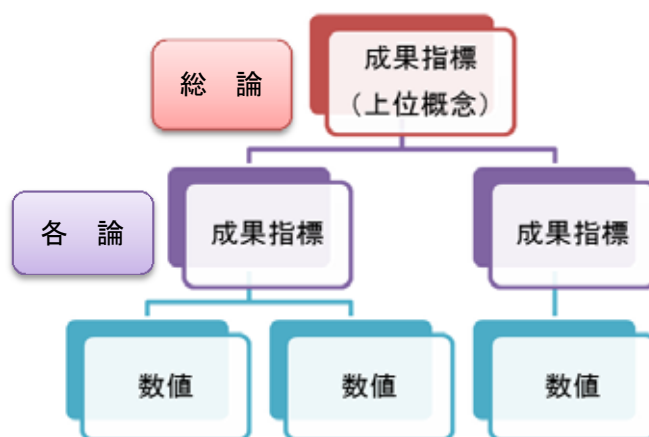 総 論
成果指標
（上位概念）
各 論
成果指標
成果指標
数値
数値
数値